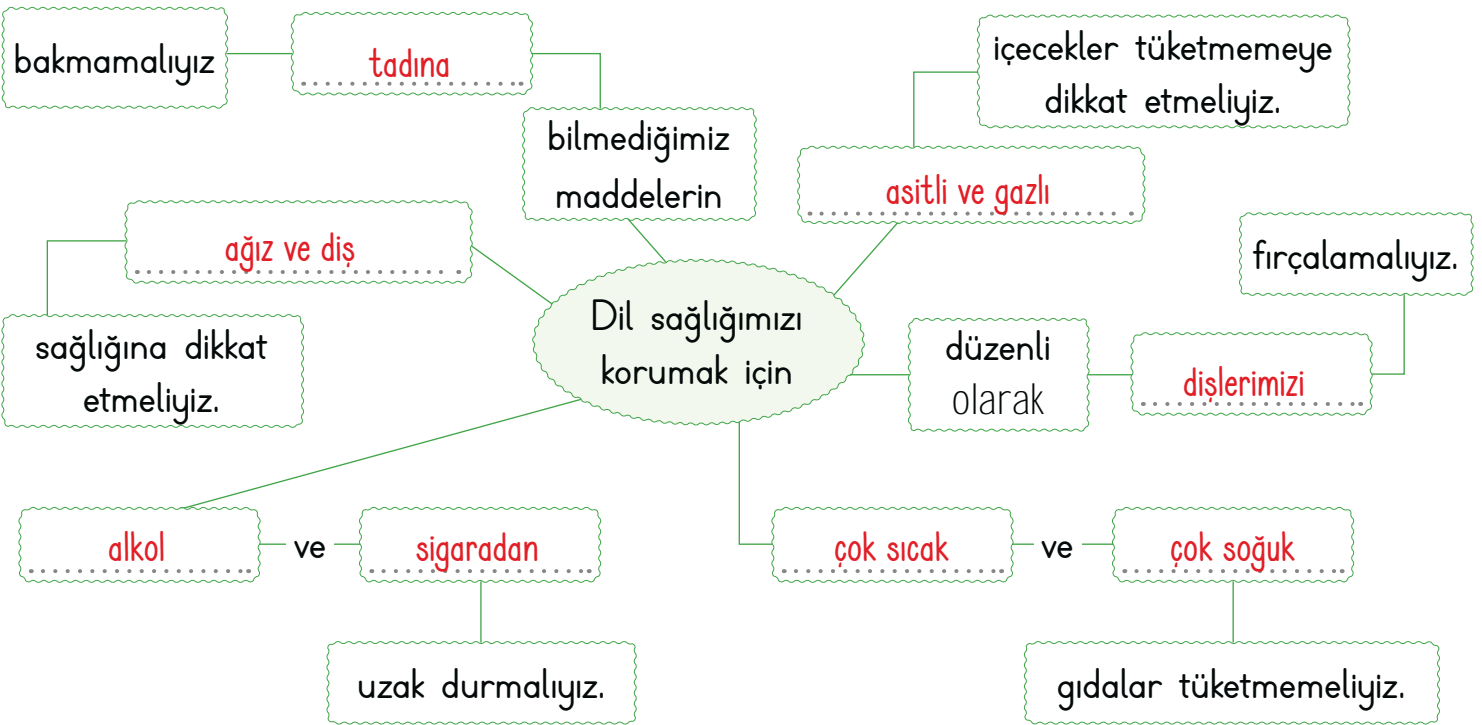 bakmamalıyız
tadına
bilmediğimiz
maddelerin
içecekler tüketmemeye
dikkat etmeliyiz.
asitli ve gazlı
ağız ve diş
sağlığına dikkat
etmeliyiz.
Dil sağlığımızı
korumak için
düzenli
olarak
dişlerimizi
fırçalamalıyız.
alkol ve sigaradan
uzak durmalıyız.
çok sıcak ve çok soğuk
gıdalar tüketmemeliyiz.